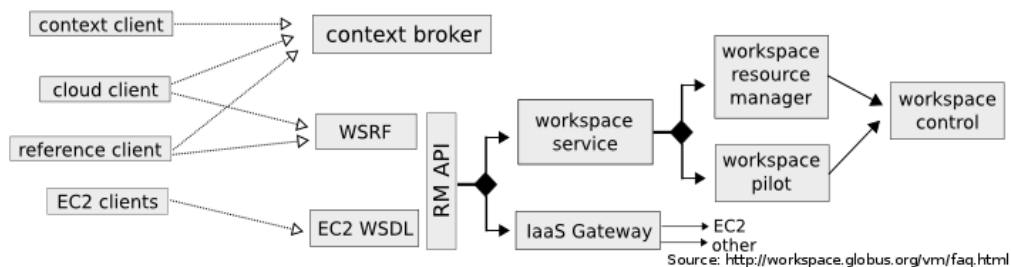 context client
cloud client
reference client
EC2 clients
context broker
WSRF
EC2 WSDL
RM API
workspace
service
IaaS Gateway
workspace
resource
manager
workspace
pilot
EC2
other
workspace
control
Source: http://workspace.globus.org/vm/faq.html